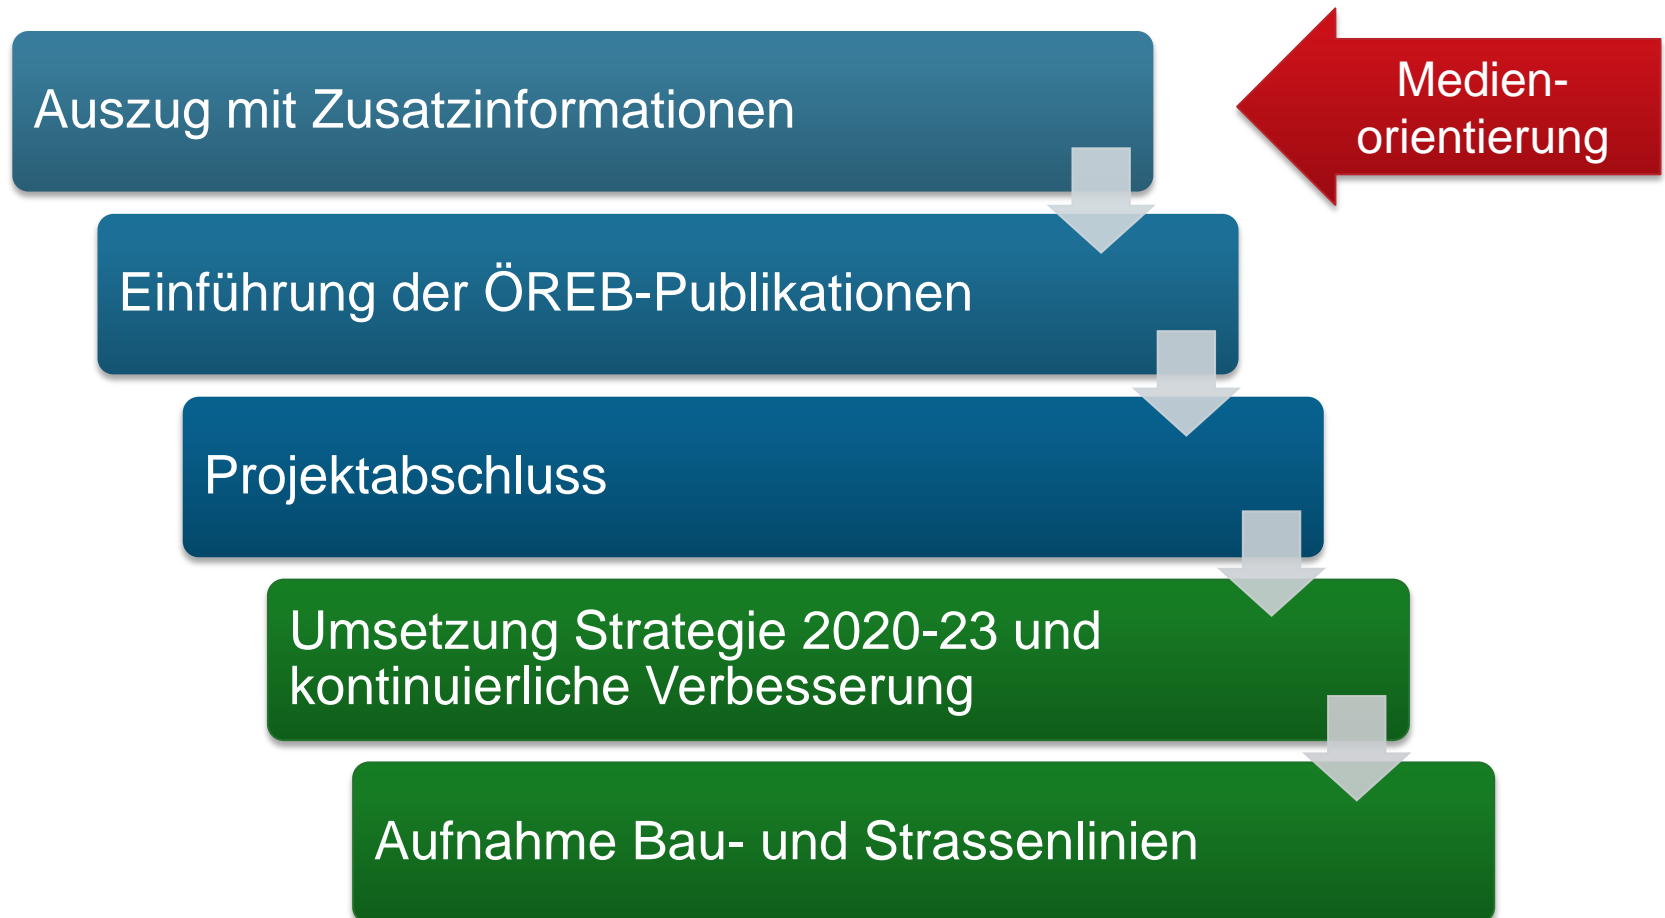 Auszug mit Zusatzinformationen
Medien-
orientierung
Einführung der ÖREB-Publikationen
Projektabschluss
Umsetzung Strategie 2020-23 und
kontinuierliche Verbesserung
Aufnahme Bau- und Strassenlinien